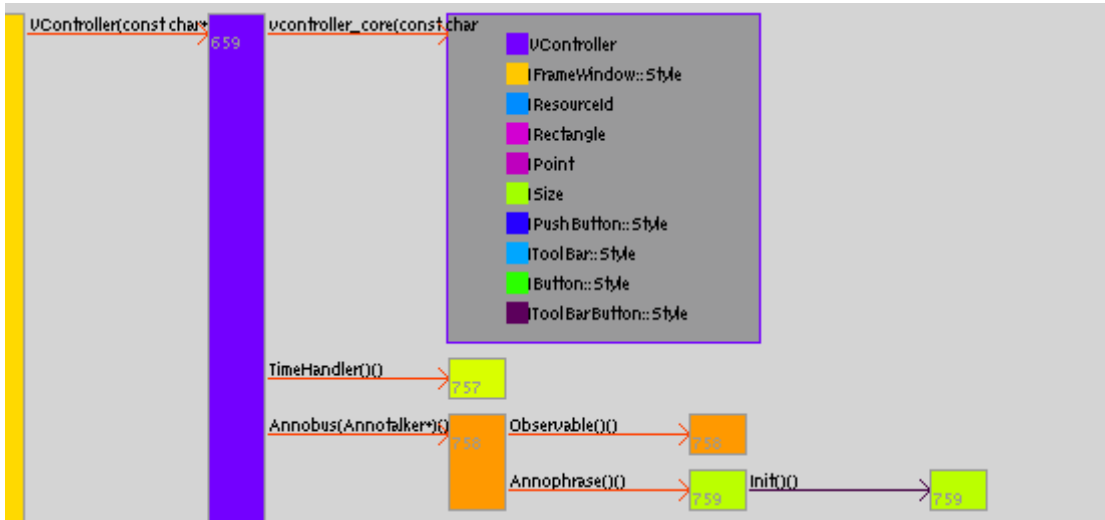 VController(const char*
659
vcontroller_core(const char
VController
IFrameWindow::Style
IResourceId
IRectangle
IPoint
ISize
IPushButton::Style
IToolBar::Style
IButton::Style
IToolBarButton::Style
TimeHandler()()
757
Annobus(Annotalker*)()
758
Observable()()
758
Annophrase()()
759
Init()()
759